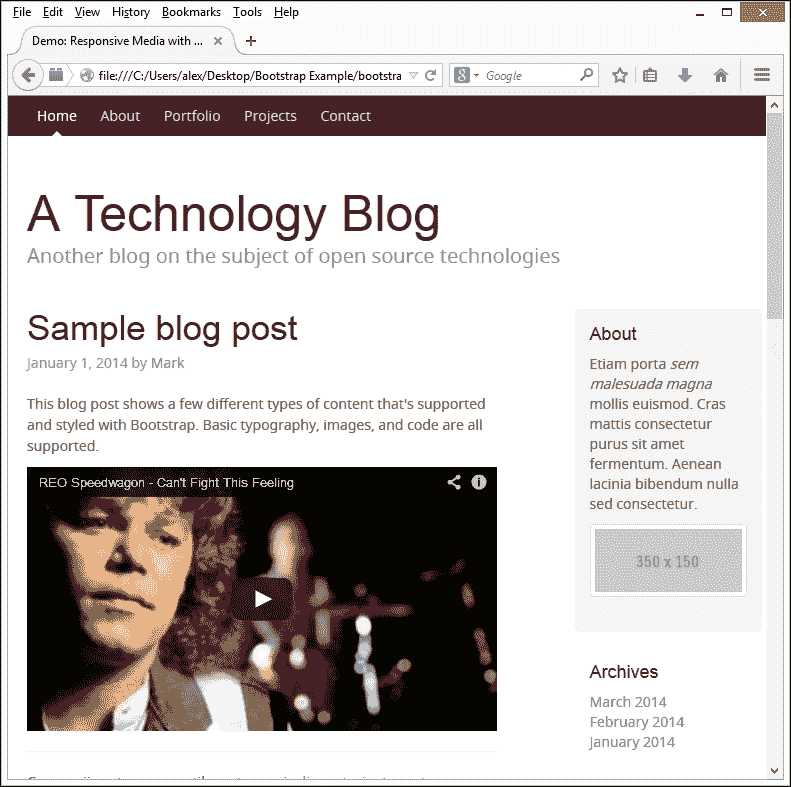 File Edit View History Bookmarks Tools Help
Demo: Responsive Media with ...
file:///C:/Users/alex/Desktop/Bootstrap Example/bootstra
Google
Home About Portfolio Projects Contact
A Technology Blog
Another blog on the subject of open source technologies
Sample blog post
January 1, 2014 by Mark
This blog post shows a few different types of content that's supported
and styled with Bootstrap. Basic typography, images, and code are all
supported.
REO Speedwagon - Can't Fight This Feeling
About
Etiam porta sem
malesuada magna
mollis euismod. Cras
mattis consectetur
purus sit amet
fermentum. Aenean
lacinia bibendum nulla
sed consectetur.
350 x 150
Archives
March 2014
February 2014
January 2014